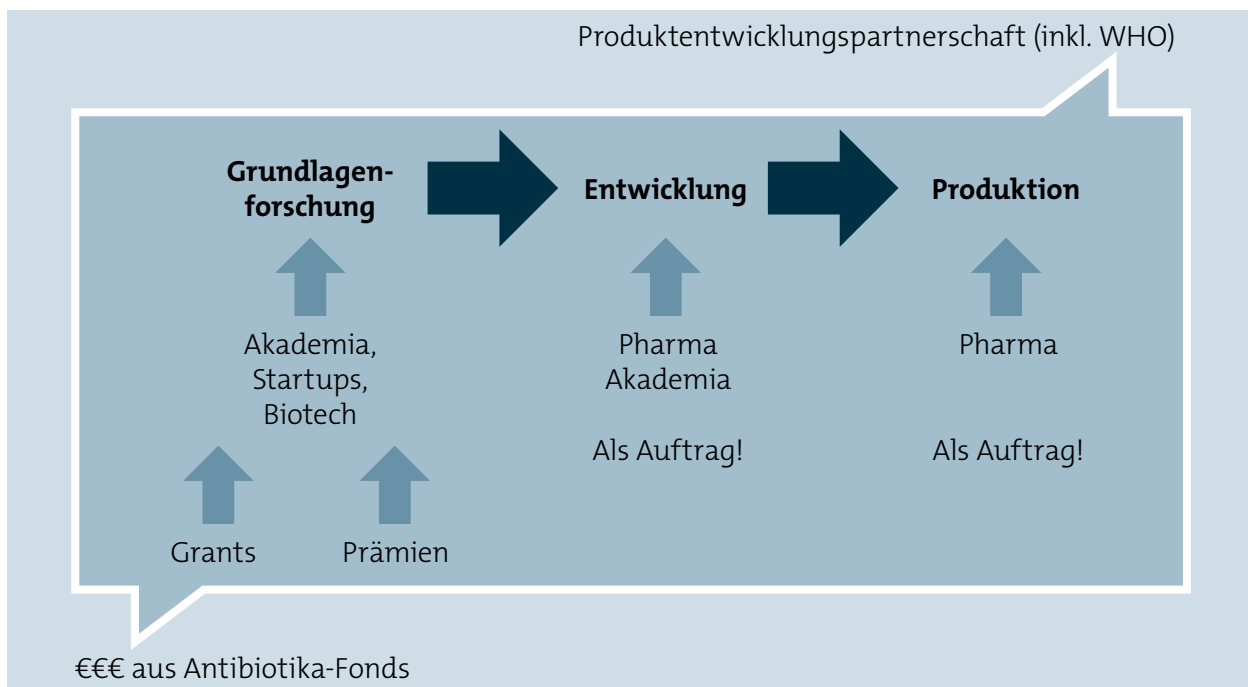 Produktentwicklungspartnerschaft (inkl. WHO)
Grundlagen-
forschung
Entwicklung
Produktion
Akademia,
Startups,
Biotech
Pharma
Akademia
Pharma
Als Auftrag!
Als Auftrag!
Grants
Prämien
€€€ aus Antibiotika-Fonds